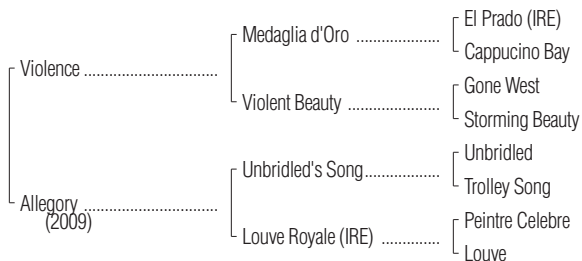 El Prado (IRE)
Medaglia d'Oro ....................
Cappucino Bay
Violence ................................
Gone West
Violent Beauty ......................
Storming Beauty
Unbridled
Unbridled's Song..................
Trolley Song
Allegory ................................
(2009)
Peintre Celebre
Louve Royale (IRE) ..............
Louve